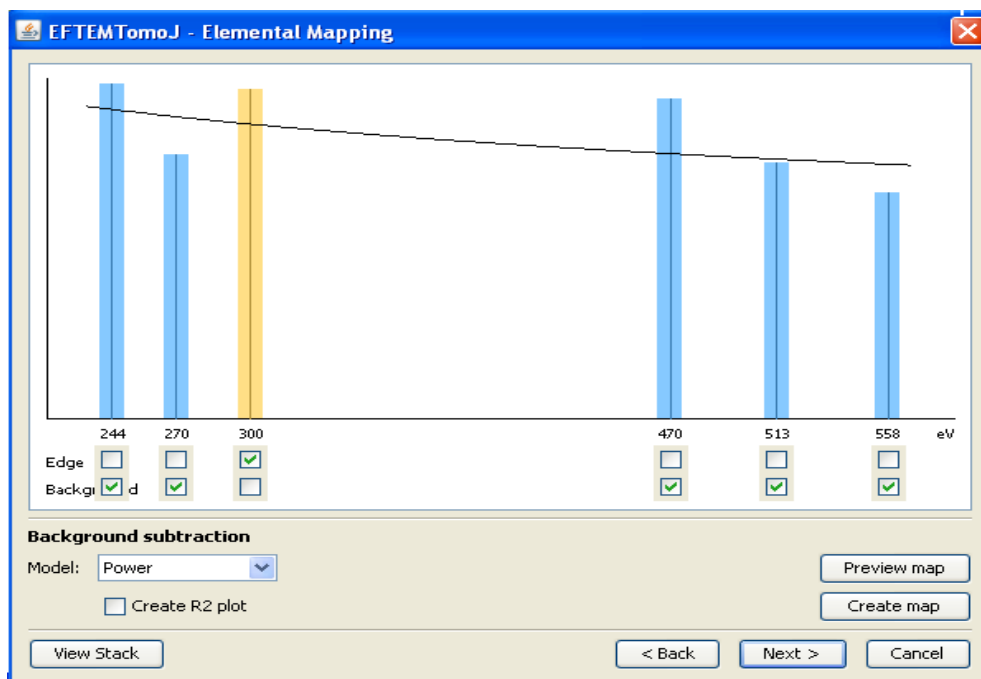 EFTEMTomoJ - Elemental Mapping
244 270 300 470 513 558 eV
Edge
Backg d
Background subtraction
Model: Power Preview map
Create R2 plot Create map
View Stack < Back Next > Cancel